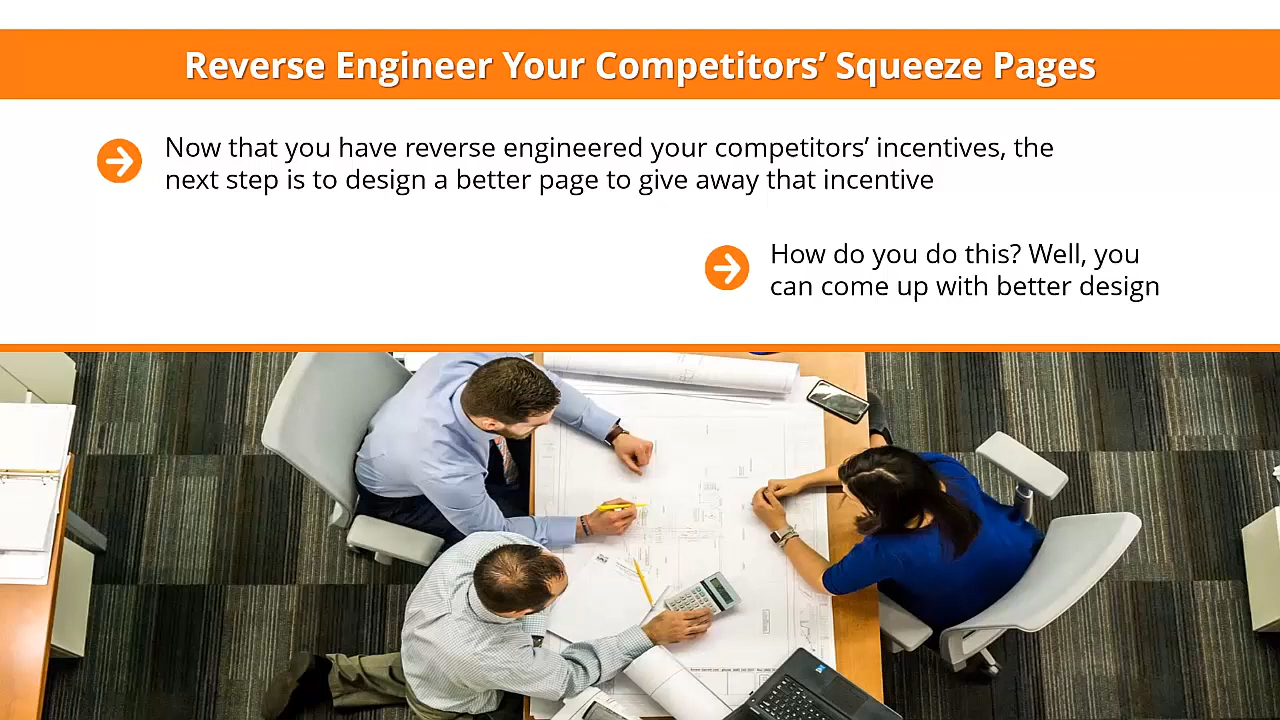 Reverse Engineer Your Competitors’ Squeeze Pages
Now that you have reverse engineered your competitors’ incentives, the
next step is to design a better page to give away that incentive
How do you do this? Well, you
can come up with better design